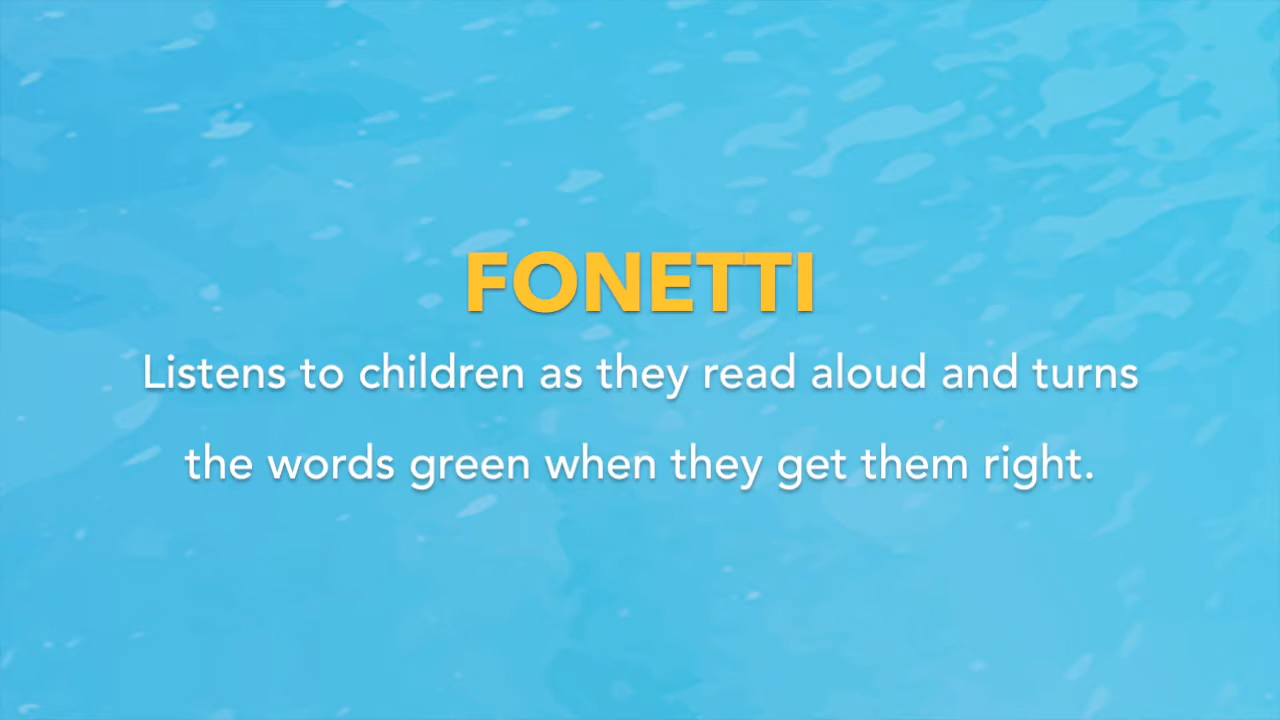 FONETTI
Listens to children as they read aloud and turns
the words green when they get them right.